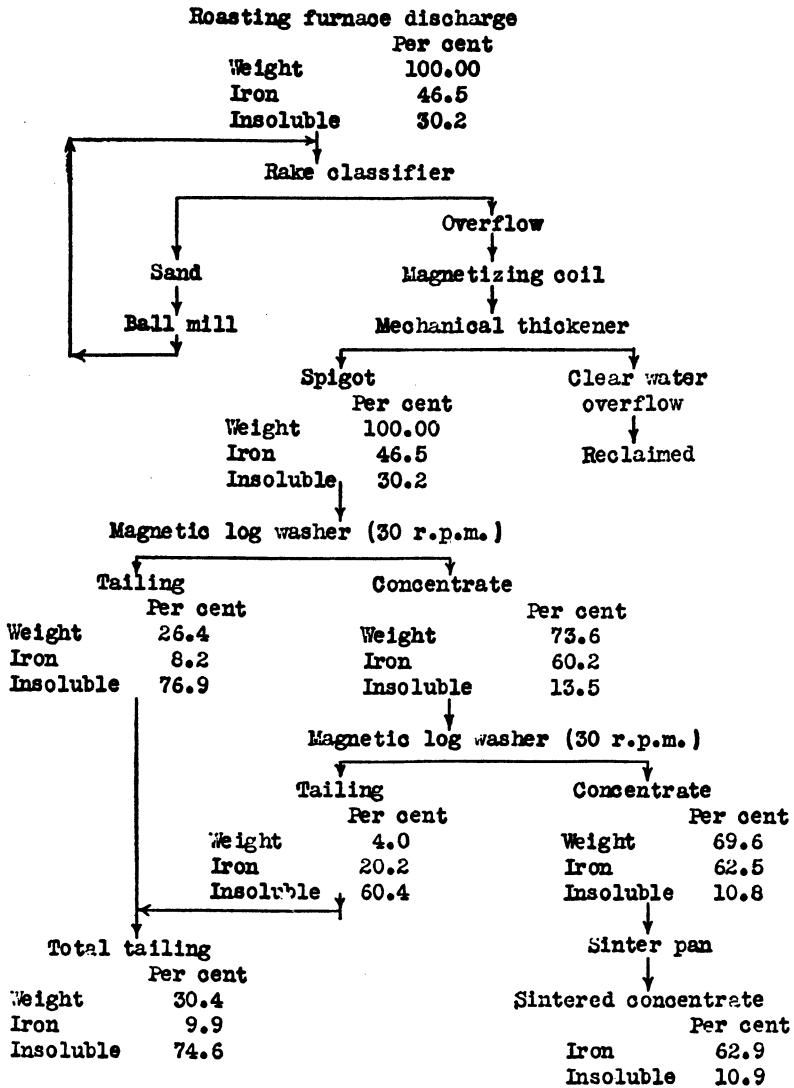 Roasting furnace discharge
Per cent
Weight 100.00
Iron 46.5
Insoluble 30.2
Rake classifier
Overflow
Sand
Magnetizing coil
Ball mill
Mechanical thickener
Spigot
Clear water
overflow
Per cent
Weight 100.00
Iron 46.5
Insoluble 30.2
Reclaimed
Magnetic log washer (30 r.p.m.)
Tailing
Per cent
Weight 26.4
Iron 8.2
Insoluble 76.9
Concentrate
Per cent
Weight 73.6
Iron 60.2
Insoluble 13.5
Magnetic log washer (30 r.p.m.)
Tailing
Per cent
Weight 4.0
Iron 20.2
Insoluble 60.4
Concentrate
Per cent
Weight 69.6
Iron 62.5
Insoluble 10.8
Total tailing
Per cent
Weight 30.4
Iron 9.9
Insoluble 74.6
Sinter pan
Sintered concentrate
Per cent
Iron 62.9
Insoluble 10.9